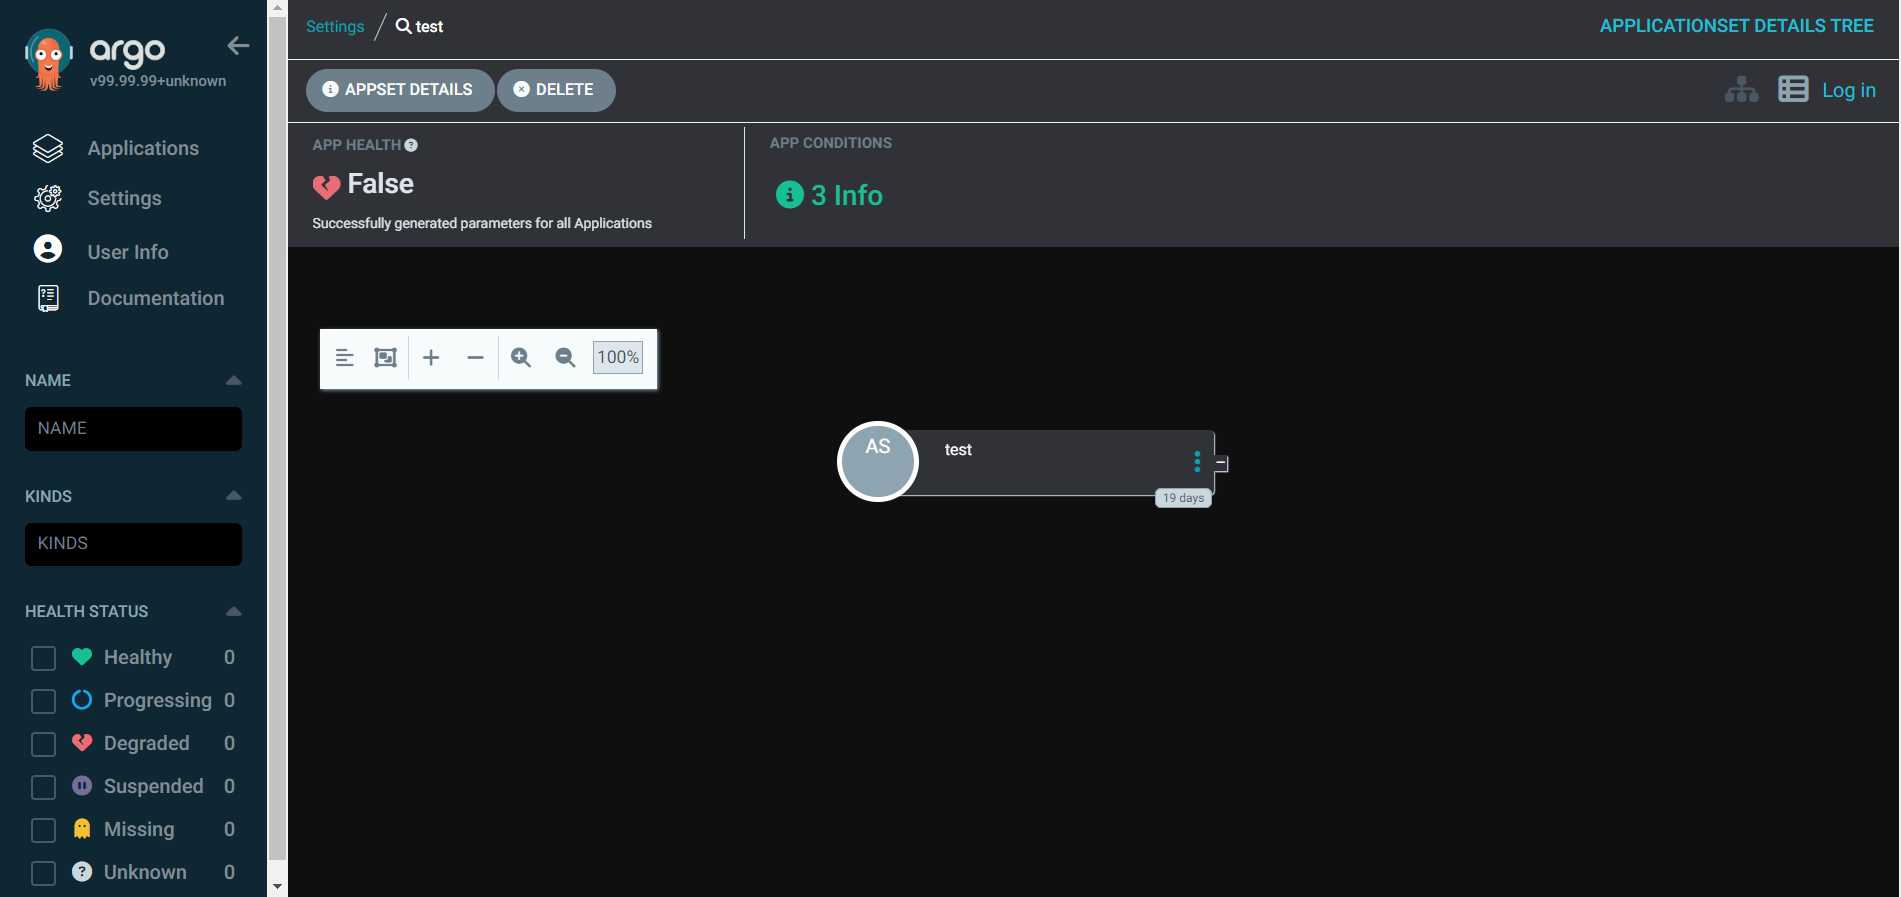 argo
v99.99.99+unknown
Applications
Settings
User Info
Documentation
NAME
NAME
KINDS
KINDS
HEALTH STATUS
Healthy 0
Progressing 0
Degraded 0
Suspended 0
Missing 0
Unknown 0
Settings / test
APPLICATIONSET DETAILS TREE
APPSET DETAILS
DELETE
Log in
APP HEALTH
False
Successfully generated parameters for all Applications
APP CONDITIONS
3 Info
100%
AS
test
19 days